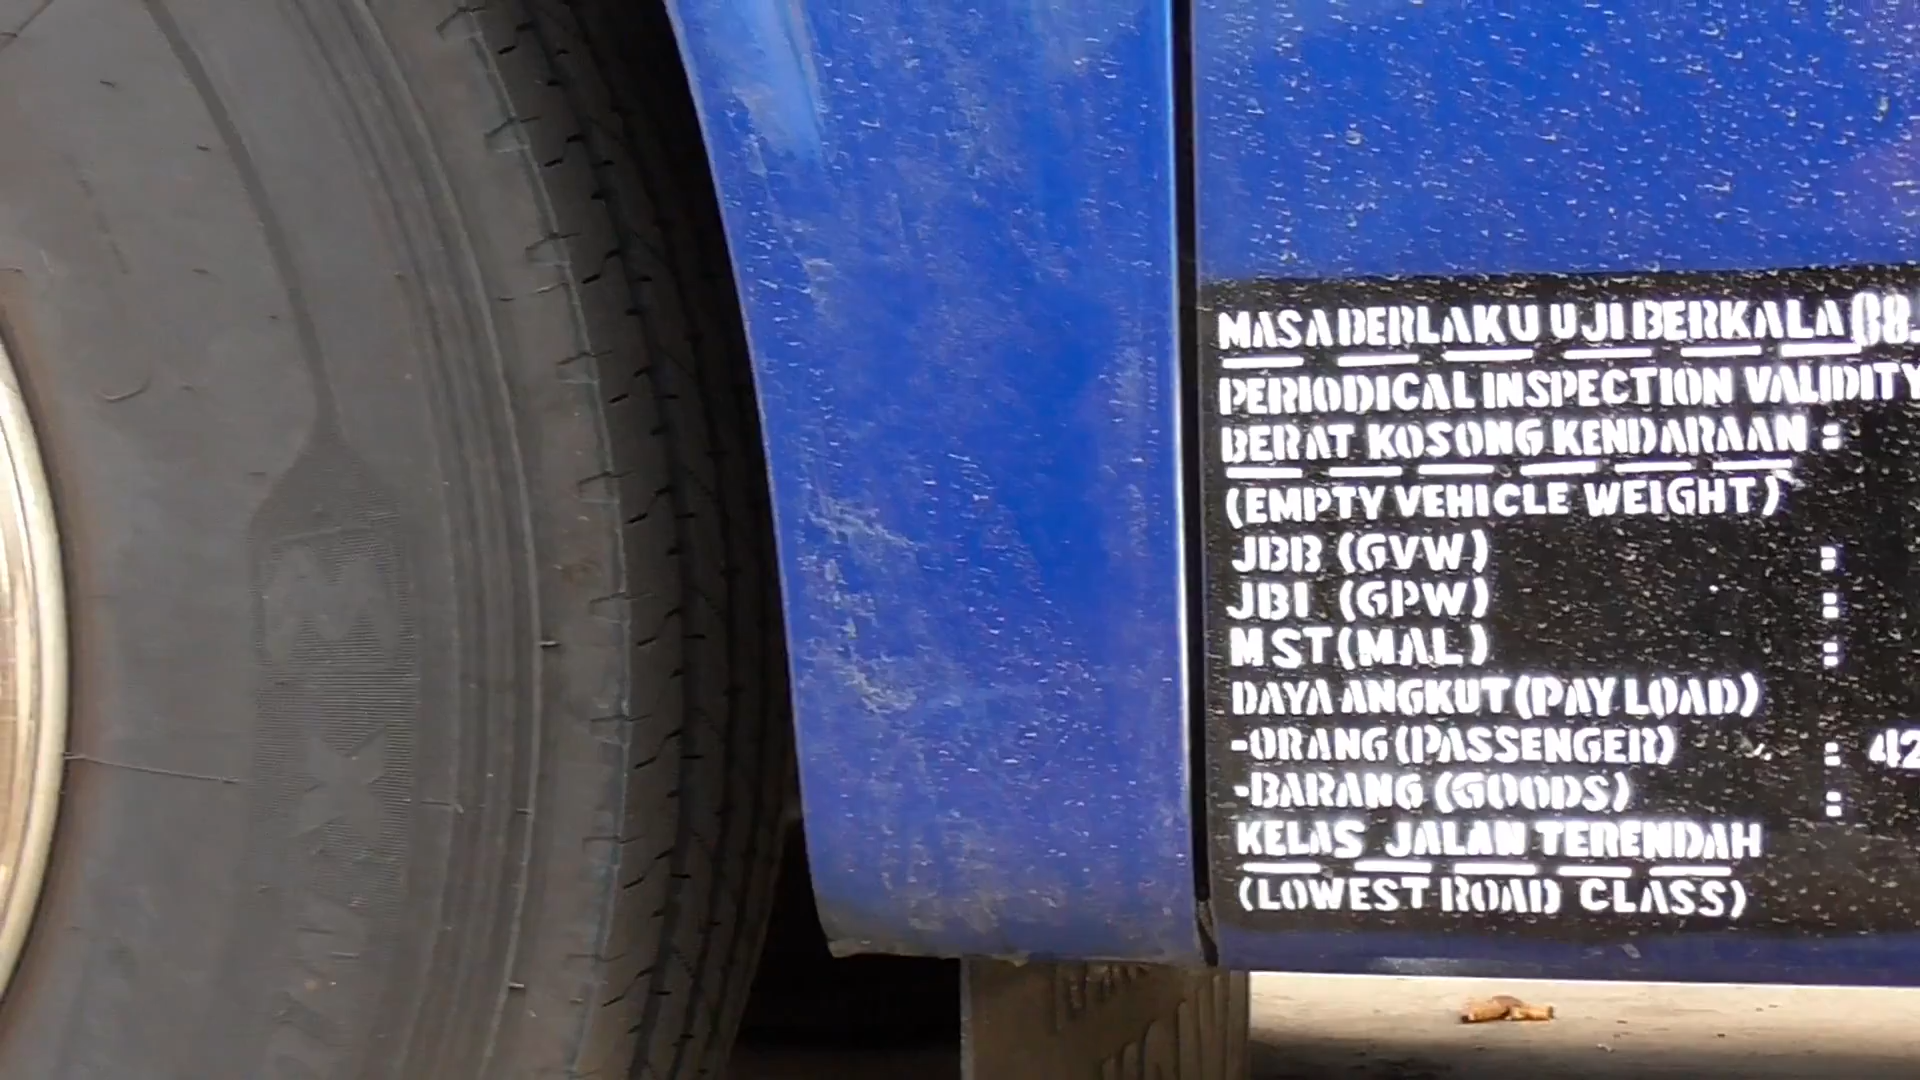 MASA BERLAKU UJI BERKALA 08.
PERIODICAL INSPECTION VALIDITY
BERAT KOSONG KENDARAAN :
(EMPTY VEHICLE WEIGHT)
JBB (GVW) :
JBI (GPW) :
MST (MAL) :
DAYA ANGKUT (PAY LOAD)
-ORANG (PASSENGER) : 42
-BARANG (GOODS) :
KELAS JALAN TERENDAH
(LOWEST ROAD CLASS)